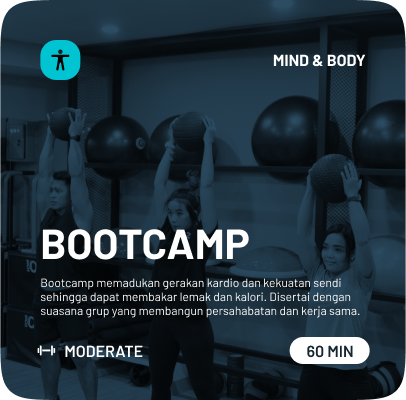 MIND & BODY
BOOTCAMP
Bootcamp memadukan gerakan kardio dan kekuatan sendi
sehingga dapat membakar lemak dan kalori. Disertai dengan
suasana grup yang membangun persahabatan dan kerja sama.
MODERATE
60 MIN